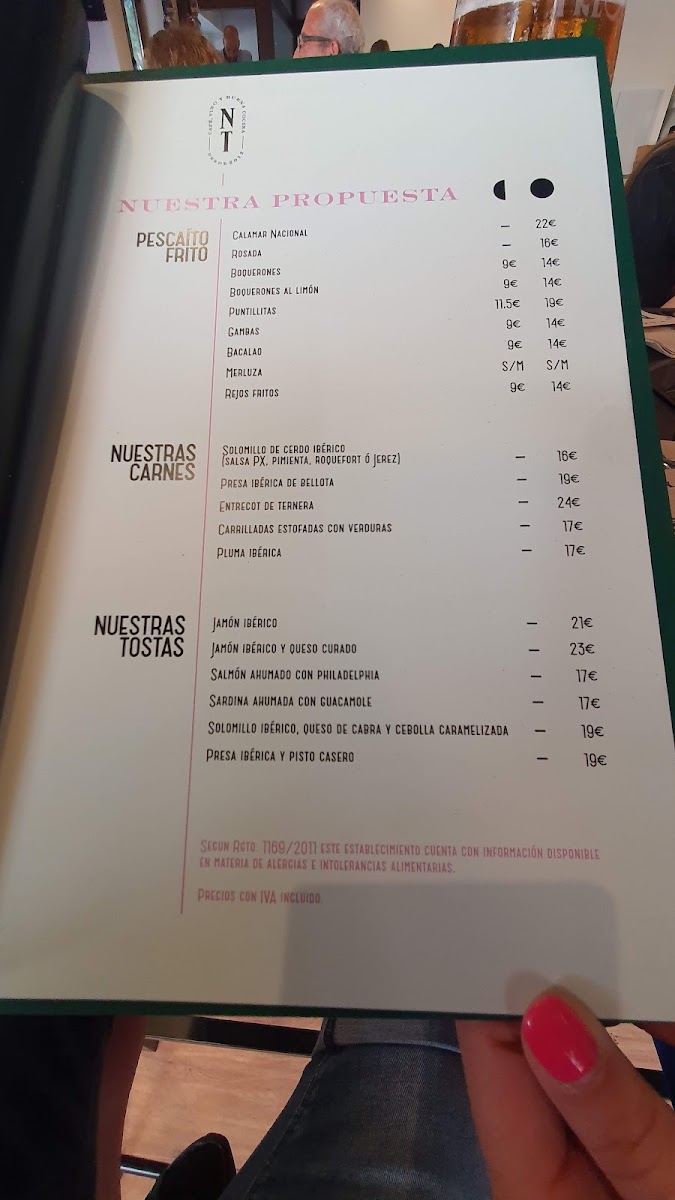 CAFÉ, VINO Y BUENA COCINA
NT
NUESTRA PROPUESTA
PESCAÍTO FRITO
CALAMAR NACIONAL – 22€
ROSADA – 16€
BOQUERONES 9€ 14€
BOQUERONES AL LIMÓN 9€ 14€
PUNTILLITAS 11.5€ 19€
GAMBAS 9€ 14€
BACALAO 9€ 14€
MERLUZA S/M S/M
REJOS FRITOS 9€ 14€
NUESTRAS CARNES
SOLOMILLO DE CERDO IBÉRICO
(SALSA PX, PIMIENTA, ROQUEFORT Ó JEREZ) – 16€
PRESA IBÉRICA DE BELLOTA – 19€
ENTRECOT DE TERNERA – 24€
CARRILLADAS ESTOFADAS CON VERDURAS – 17€
PLUMA IBÉRICA – 17€
NUESTRAS TOSTAS
JAMÓN IBÉRICO – 21€
JAMÓN IBÉRICO Y QUESO CURADO – 23€
SALMÓN AHUMADO CON PHILADELPHIA – 17€
SARDINA AHUMADA CON GUACAMOLE – 17€
SOLOMILLO IBÉRICO, QUESO DE CABRA Y CEBOLLA CARAMELIZADA – 19€
PRESA IBÉRICA Y PISTO CASERO – 19€
SEGUN RGTO. 1169/2011 ESTE ESTABLECIMIENTO CUENTA CON INFORMACIÓN DISPONIBLE
EN MATERIA DE ALERGIAS E INTOLERANCIAS ALIMENTARIAS.
PRECIOS CON IVA INCLUIDO.